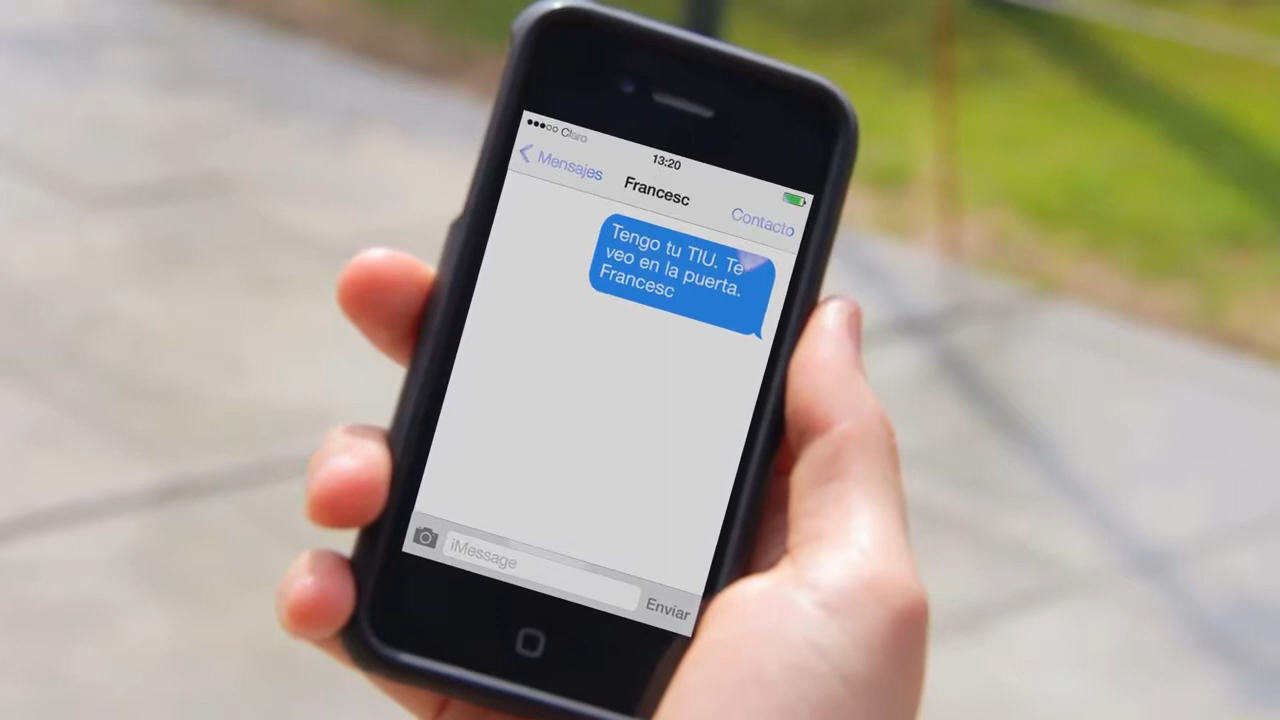 Claro
13:20
Mensajes
Francesc
Contacto
Tengo tu TIU. Te
veo en la puerta.
Francesc
iMessage
Enviar